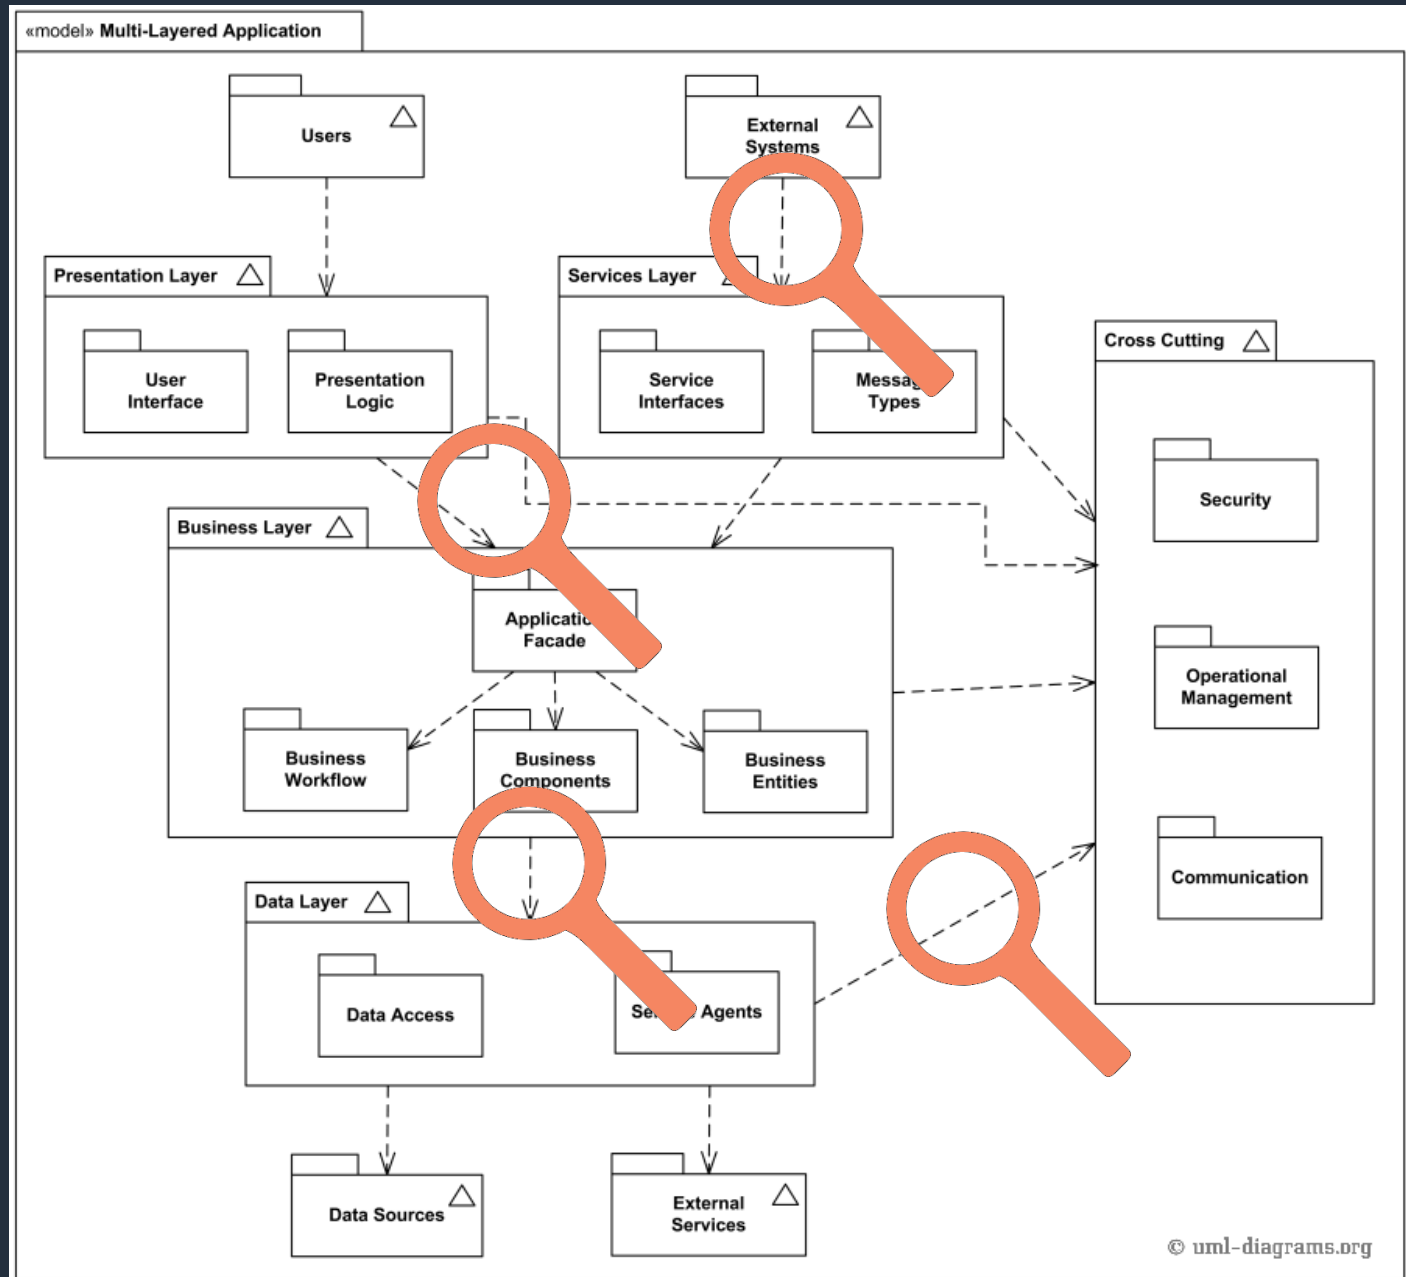 «model» Multi-Layered Application
Users
External
Systems
Presentation Layer
Services Layer
User
Interface
Presentation
Logic
Service
Interfaces
Types
Cross Cutting
Security
Operational
Management
Communication
Business Layer
Facade
Business
Workflow
Business
Components
Business
Entities
Data Layer
Data Access
Agents
Data Sources
External
Services
© uml-diagrams.org